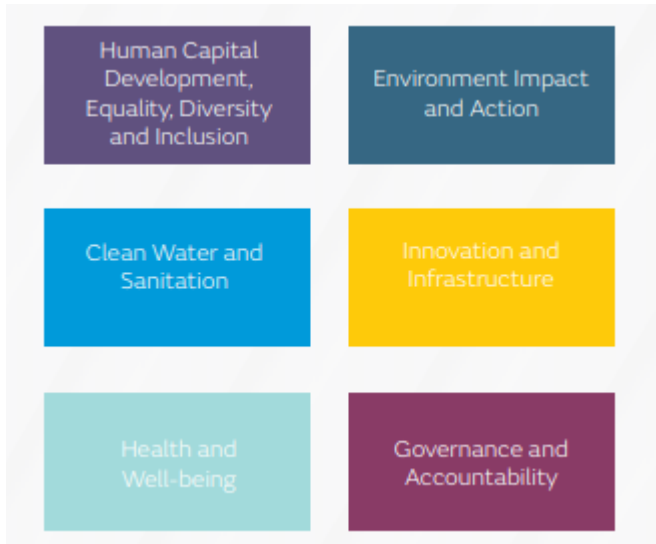 Human Capital
Development,
Equality, Diversity
and Inclusion
Environment Impact
and Action
Clean Water and
Sanitation
Innovation and
Infrastructure
Health and
Well-being
Governance and
Accountability